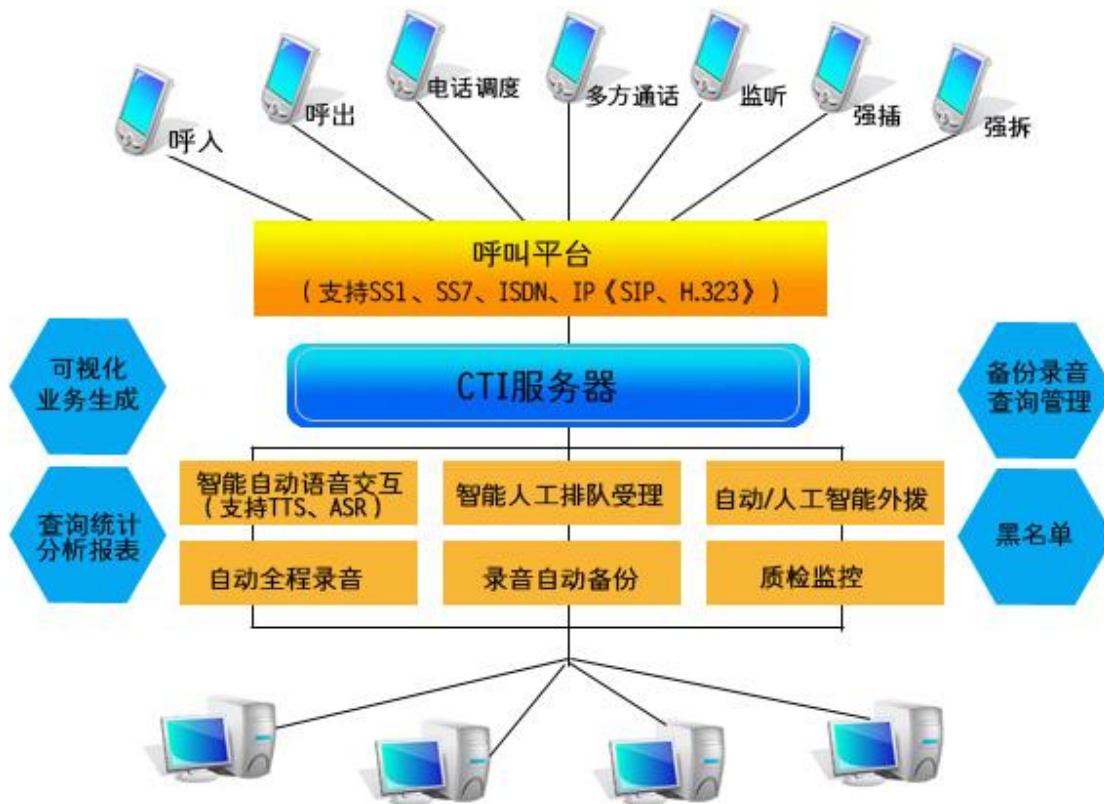 呼入
呼出
电话调度
多方通话
监听
强插
强拆
呼叫平台
(支持SS1、SS7、ISDN、IP《SIP、H.323》)
CTI服务器
可视化
业务生成
查询统计
分析报表
智能自动语音交互
(支持TTS、ASR)
智能人工排队受理
自动/人工智能外拨
自动全程录音
录音自动备份
质检监控
备份录音
查询管理
黑名单